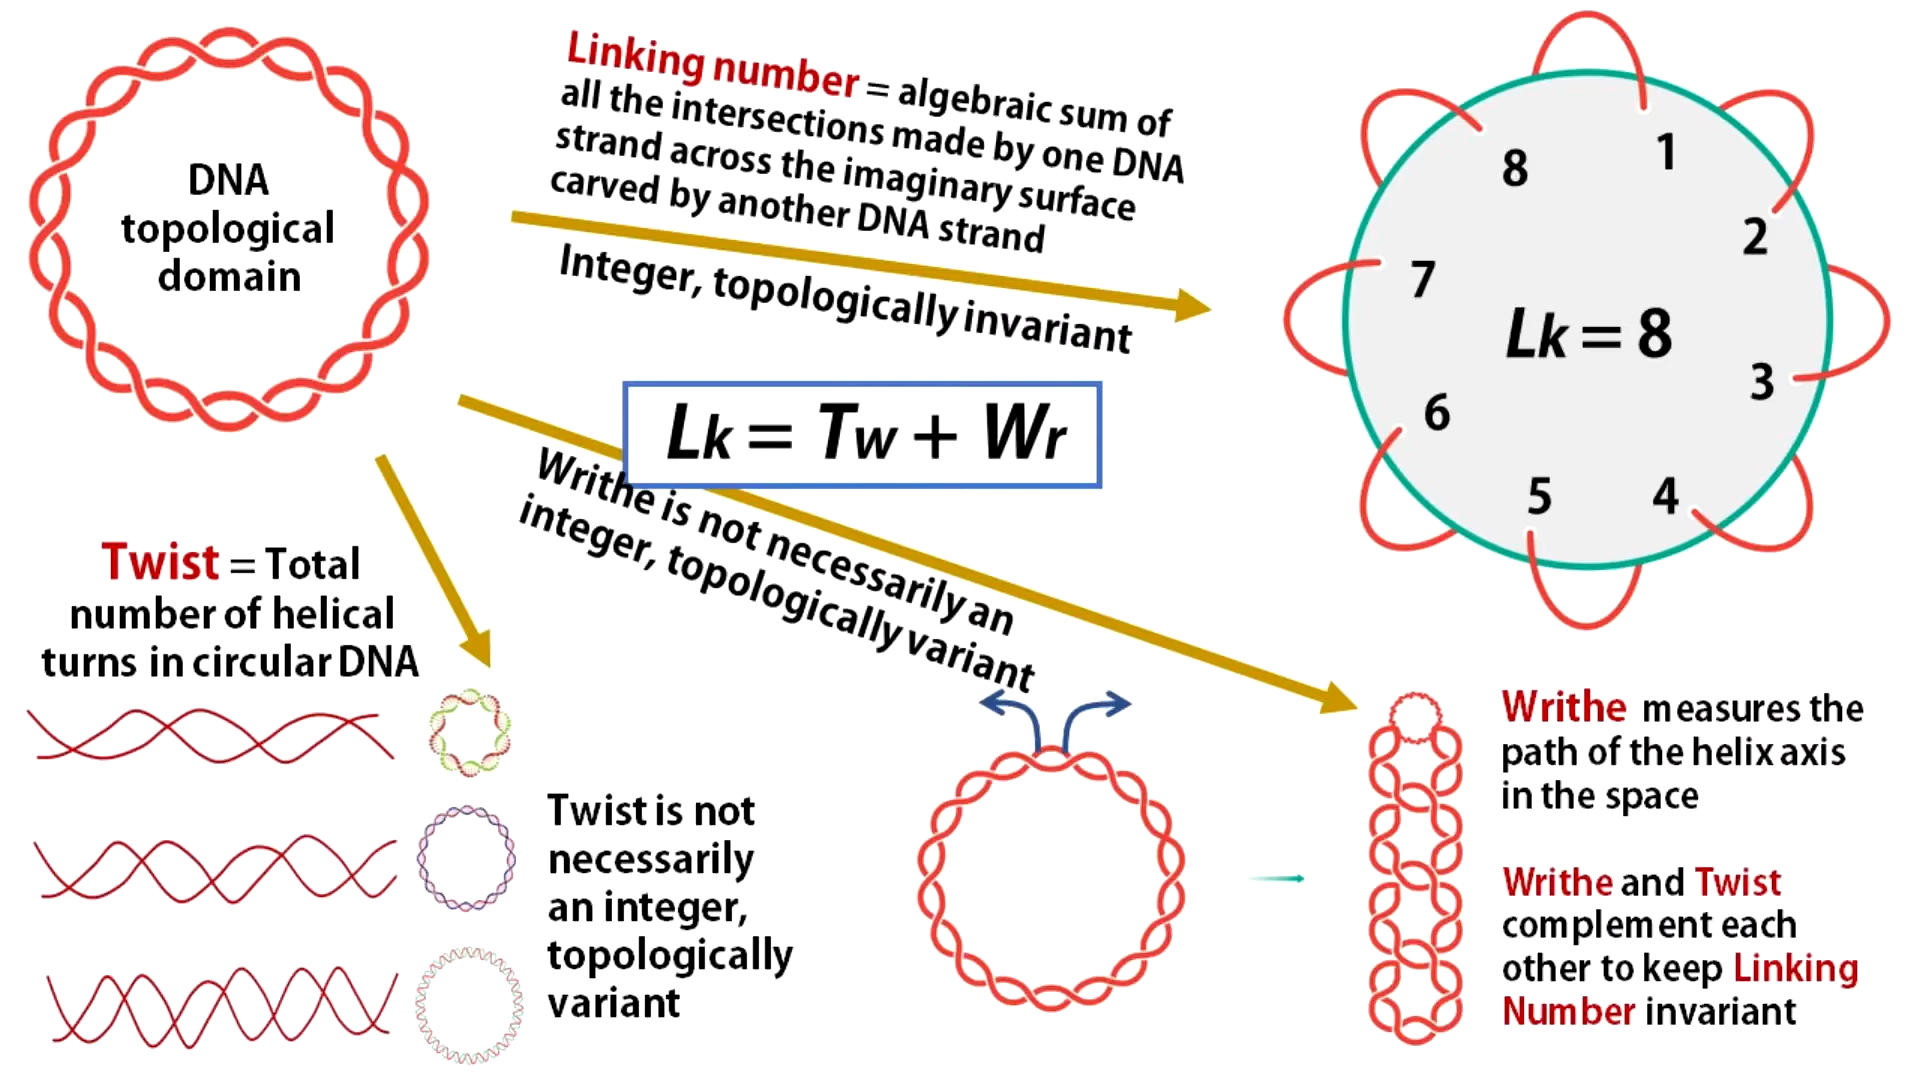 DNA
topological
domain
Linking number = algebraic sum of
all the intersections made by one DNA
strand across the imaginary surface
carved by another DNA strand
Integer, topologically invariant
8
1
2
7
Lk = 8
3
6
5
4
Lk = Tw + Wr
Writhe is not necessarily an
integer, topologically variant
Twist = Total
number of helical
turns in circular DNA
Twist is not
necessarily
an integer,
topologically
variant
Writhe measures the
path of the helix axis
in the space
Writhe and Twist
complement each
other to keep Linking
Number invariant